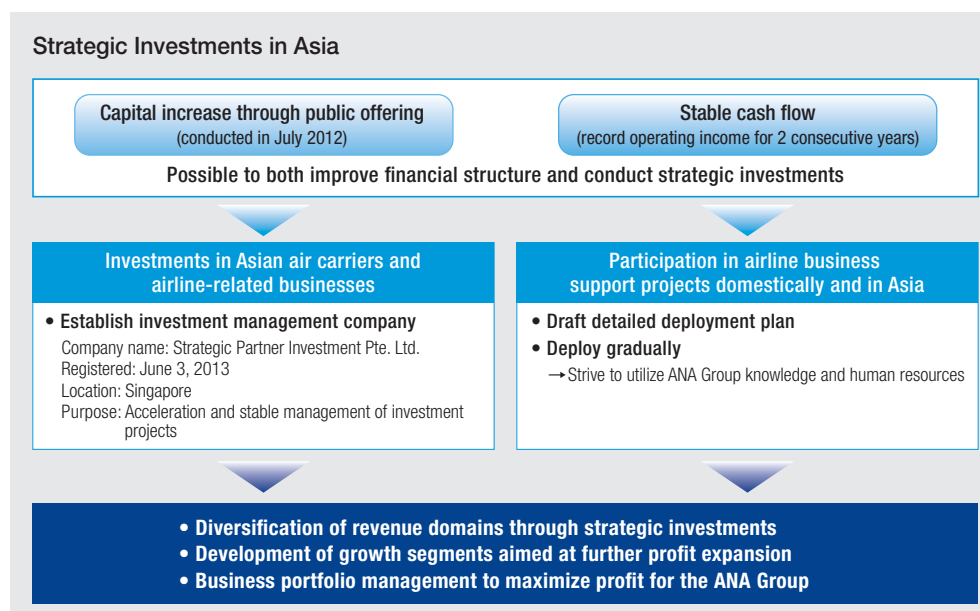 Strategic Investments in Asia
Capital increase through public offering
(conducted in July 2012)
Stable cash flow
(record operating income for 2 consecutive years)
Possible to both improve financial structure and conduct strategic investments
Investments in Asian air carriers and
airline-related businesses
• Establish investment management company
Company name: Strategic Partner Investment Pte. Ltd.
Registered: June 3, 2013
Location: Singapore
Purpose: Acceleration and stable management of investment
projects
Participation in airline business
support projects domestically and in Asia
• Draft detailed deployment plan
• Deploy gradually
→Strive to utilize ANA Group knowledge and human resources
• Diversification of revenue domains through strategic investments
• Development of growth segments aimed at further profit expansion
• Business portfolio management to maximize profit for the ANA Group